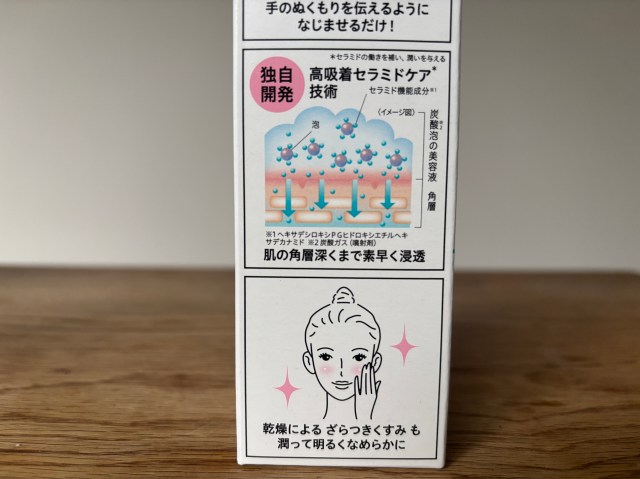 手のぬくもりを伝えるように
なじませるだけ！
＊セラミドの働きを補い、潤いを与える
独自
開発
高吸着セラミドケア＊
技術
セラミド機能成分※1
（イメージ図）
泡
炭酸泡の美容液※2
角層
※1 ヘキサデシロキシPGヒドロキシエチルヘキ
サデカナミド ※2 炭酸ガス（噴射剤）
肌の角層深くまで素早く浸透
乾燥による ざらつきくすみ も
潤って明るくなめらかに